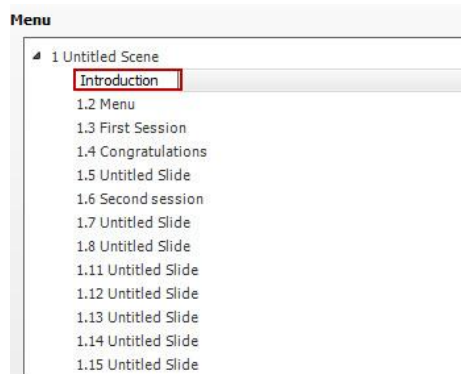 Menu
1 Untitled Scene
Introduction
1.2 Menu
1.3 First Session
1.4 Congratulations
1.5 Untitled Slide
1.6 Second session
1.7 Untitled Slide
1.8 Untitled Slide
1.11 Untitled Slide
1.12 Untitled Slide
1.13 Untitled Slide
1.14 Untitled Slide
1.15 Untitled Slide